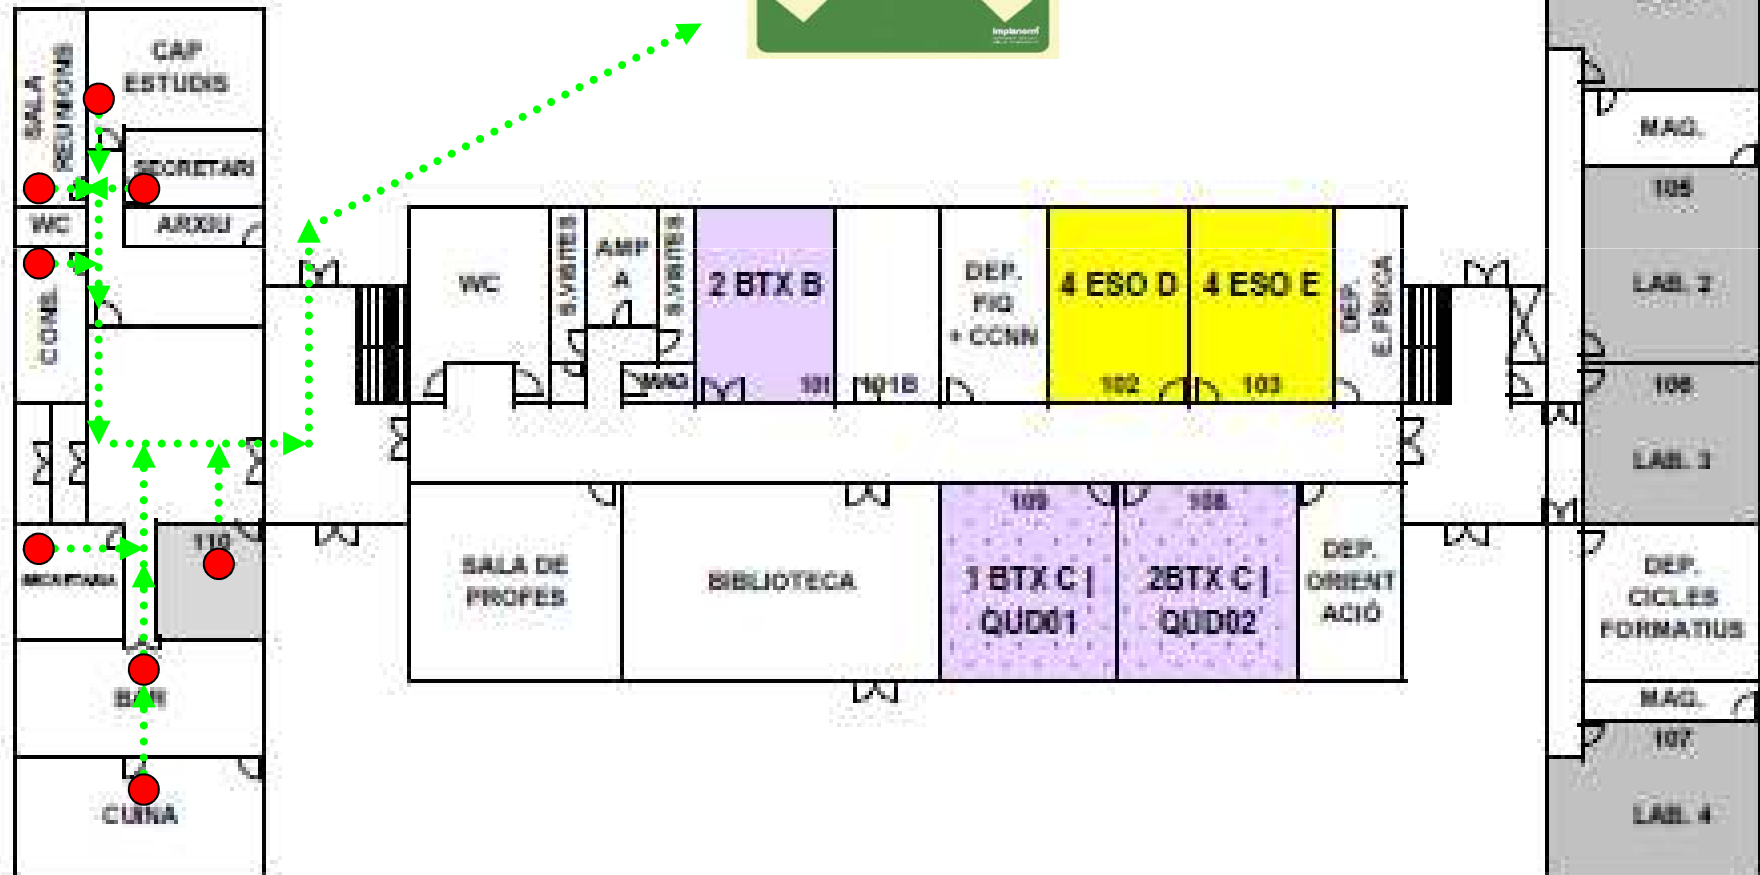 implanorm
CAP
ESTUDIS
SALA
REUNIONS
SECRETARI
WC
ARXIU
CONS.
110
BAR
CUINA
WC
S.VISITES
AMP
A
S.VISITES
MAG
2 BTX B
101
101B
DEP.
FIQ
+ CCNN
4 ESO D
102
4 ESO E
103
DEP.
E.FISICA
SALA DE
PROFES
BIBLIOTECA
109
1 BTX C |
QUD01
108
2BTX C |
QUD02
DEP.
ORIENT
ACIÓ
MAG.
105
LAB. 2
106
LAB. 3
DEP.
CICLES
FORMATIUS
MAG.
107
LAB. 4